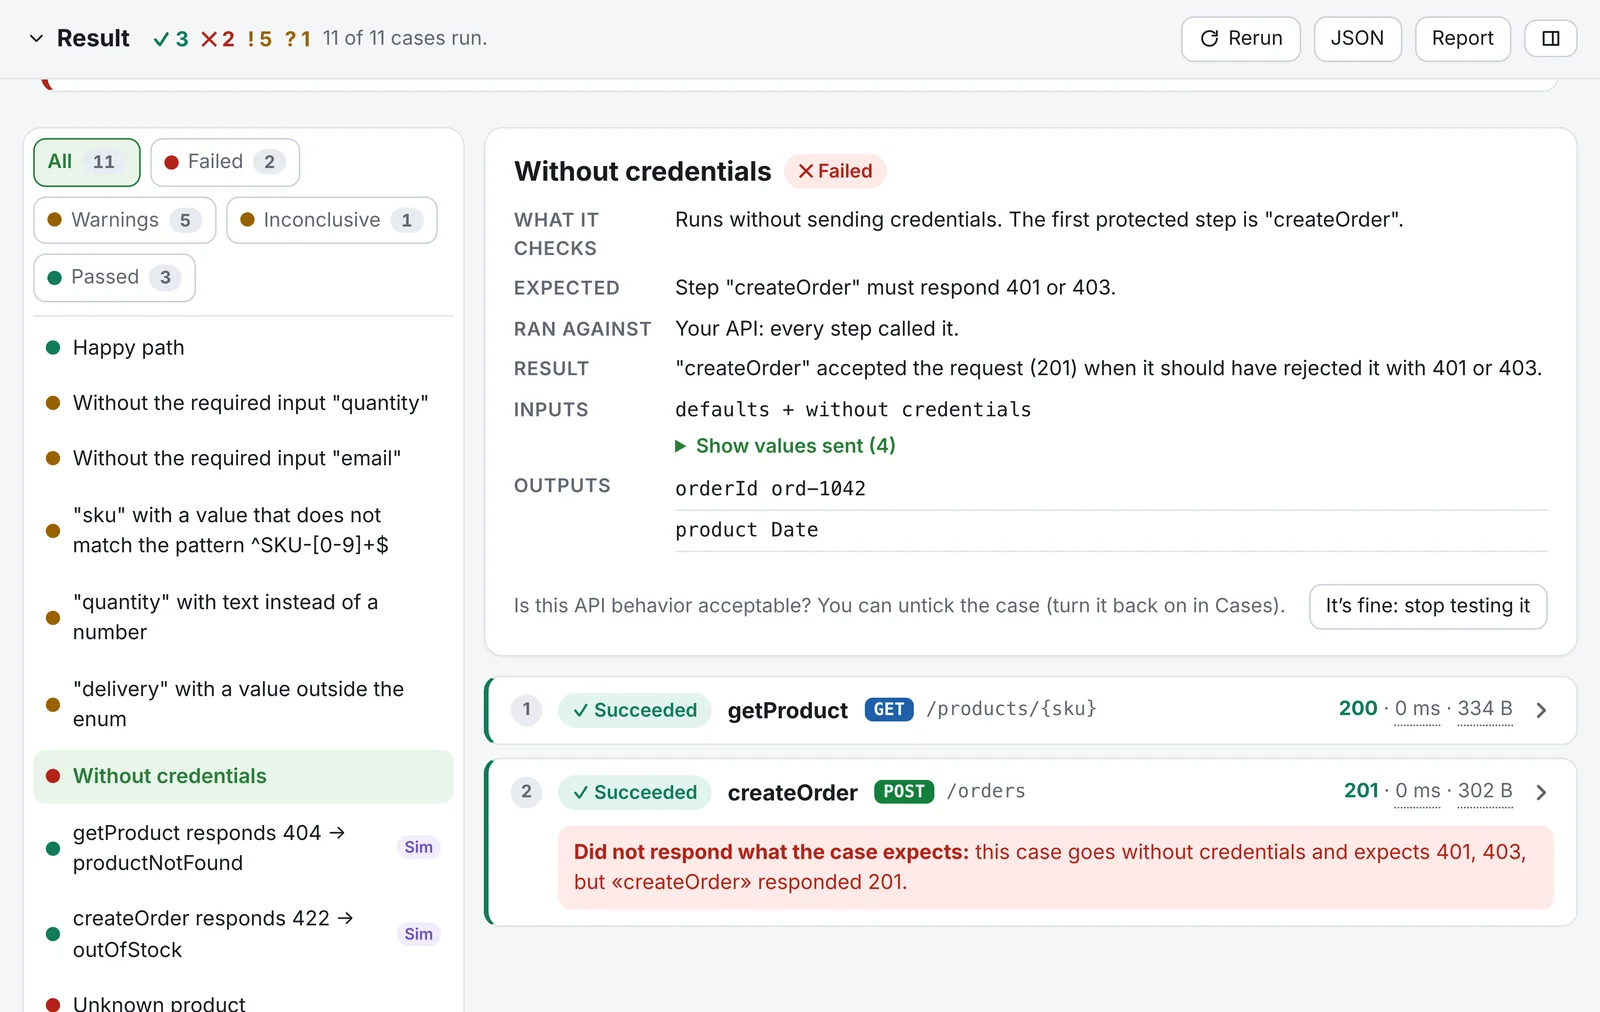 Result ✓ 3 ✕ 2 ! 5 ? 1 11 of 11 cases run.
Rerun
JSON
Report
All 11
Failed 2
Warnings 5
Inconclusive 1
Passed 3
Happy path
Without the required input "quantity"
Without the required input "email"
"sku" with a value that does not
match the pattern ^SKU-[0-9]+$
"quantity" with text instead of a
number
"delivery" with a value outside the
enum
Without credentials
getProduct responds 404 →
productNotFound
Sim
createOrder responds 422 →
outOfStock
Sim
Unknown product
Without credentials ✕ Failed
WHAT IT
CHECKS
Runs without sending credentials. The first protected step is "createOrder".
EXPECTED Step "createOrder" must respond 401 or 403.
RAN AGAINST Your API: every step called it.
RESULT "createOrder" accepted the request (201) when it should have rejected it with 401 or 403.
INPUTS defaults + without credentials
▶ Show values sent (4)
OUTPUTS orderId ord-1042
product Date
Is this API behavior acceptable? You can untick the case (turn it back on in Cases).
It's fine: stop testing it
1 ✓ Succeeded getProduct GET /products/{sku} 200 · 0 ms · 334 B
2 ✓ Succeeded createOrder POST /orders 201 · 0 ms · 302 B
Did not respond what the case expects: this case goes without credentials and expects 401, 403,
but «createOrder» responded 201.